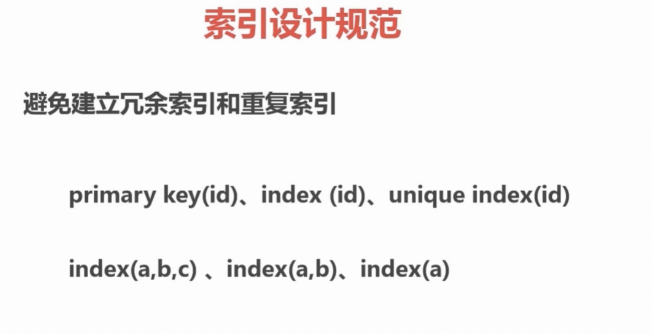 索引设计规范
避免建立冗余索引和重复索引
primary key(id)、index (id)、unique index(id)
index(a,b,c) 、index(a,b)、index(a)